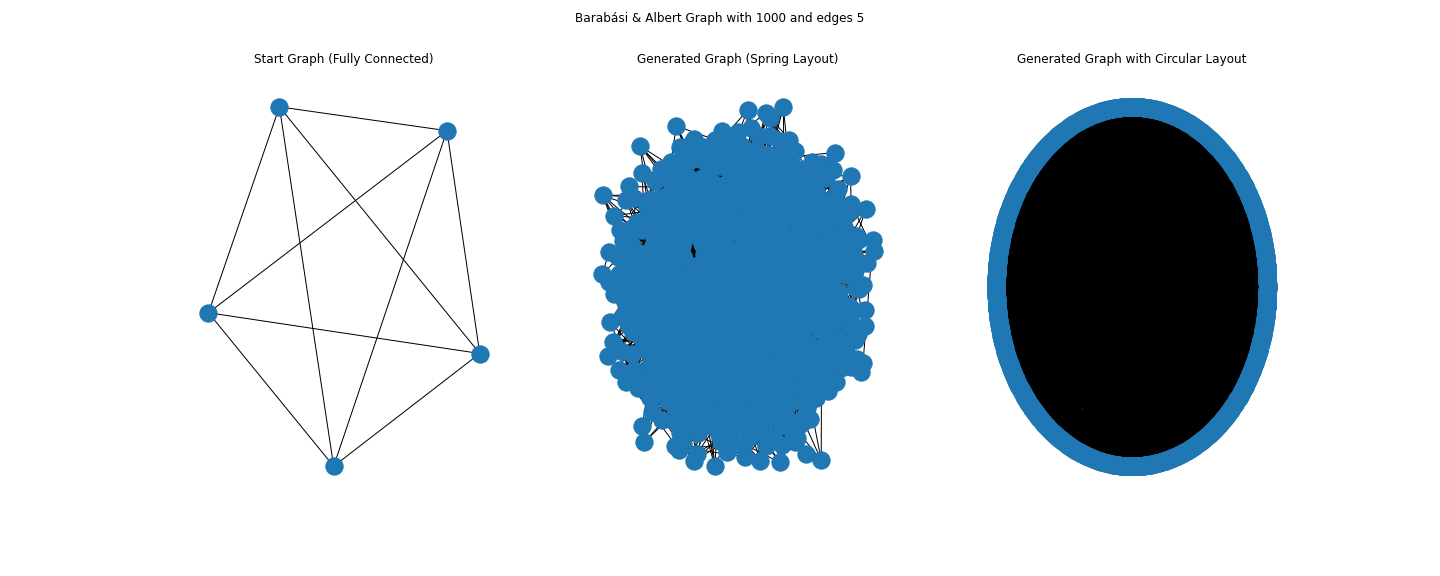 Barabási & Albert Graph with 1000 and edges 5
Start Graph (Fully Connected)
Generated Graph (Spring Layout)
Generated Graph with Circular Layout